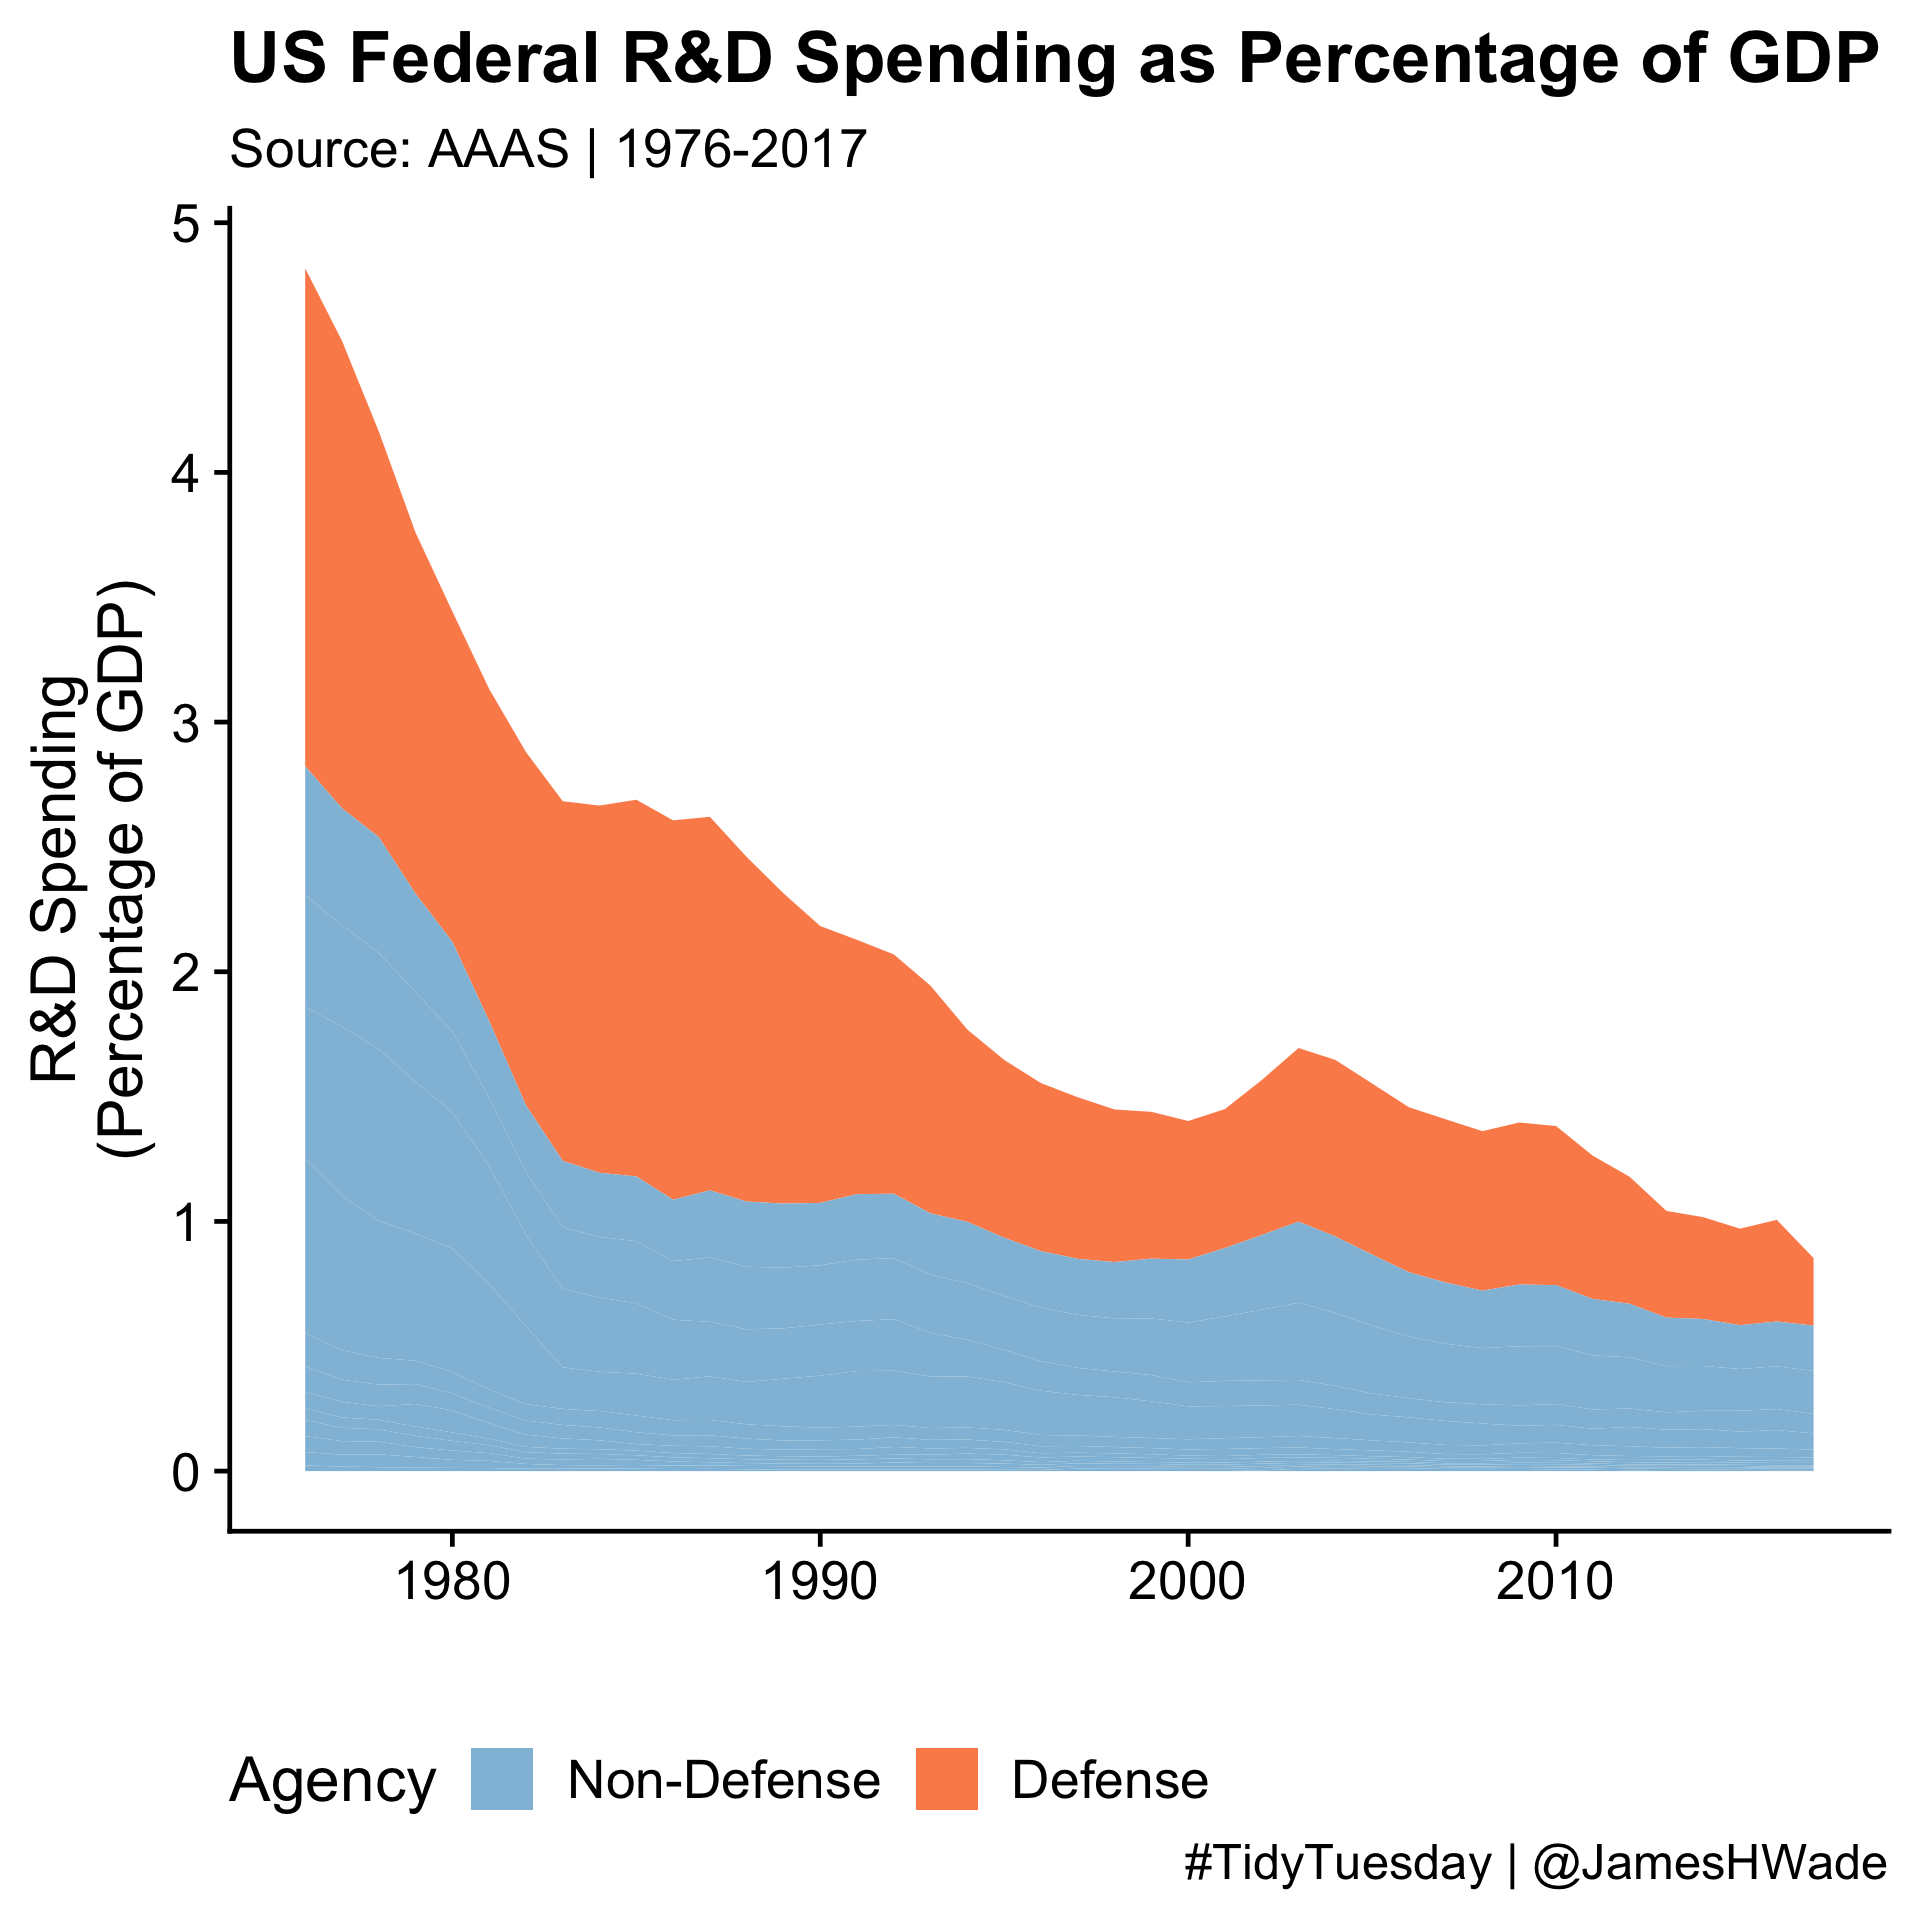 US Federal R&D Spending as Percentage of GDP
Source: AAAS | 1976-2017
R&D Spending
(Percentage of GDP)
5
4
3
2
1
0
1980 1990 2000 2010
Agency Non-Defense Defense
#TidyTuesday | @JamesHWade